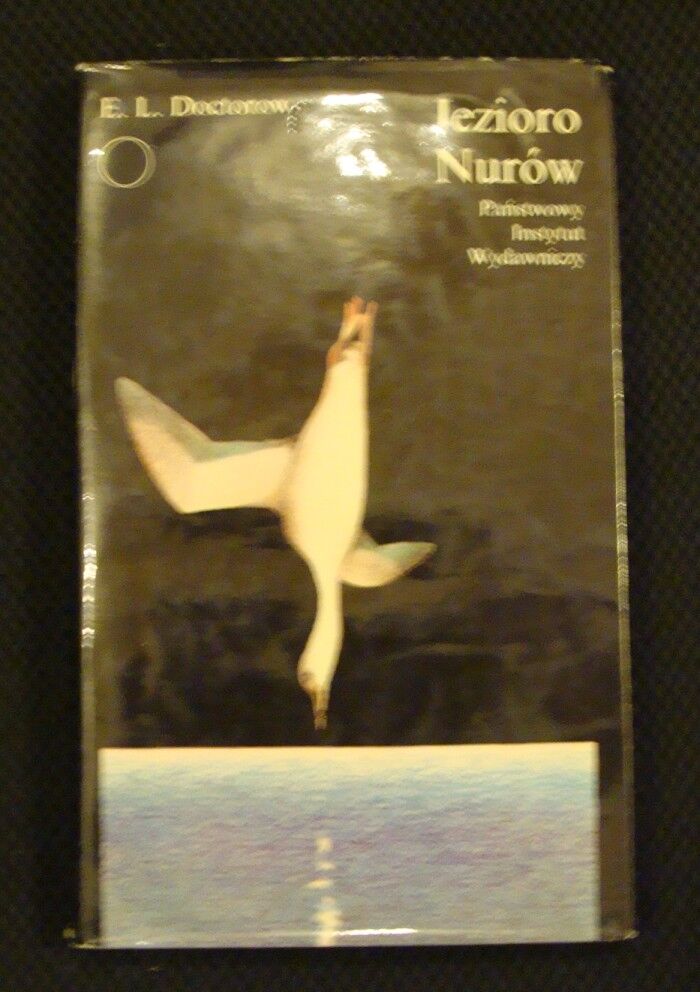 E. L. Doctorow
Jezioro
Nurów
Państwowy
Instytut
Wydawniczy